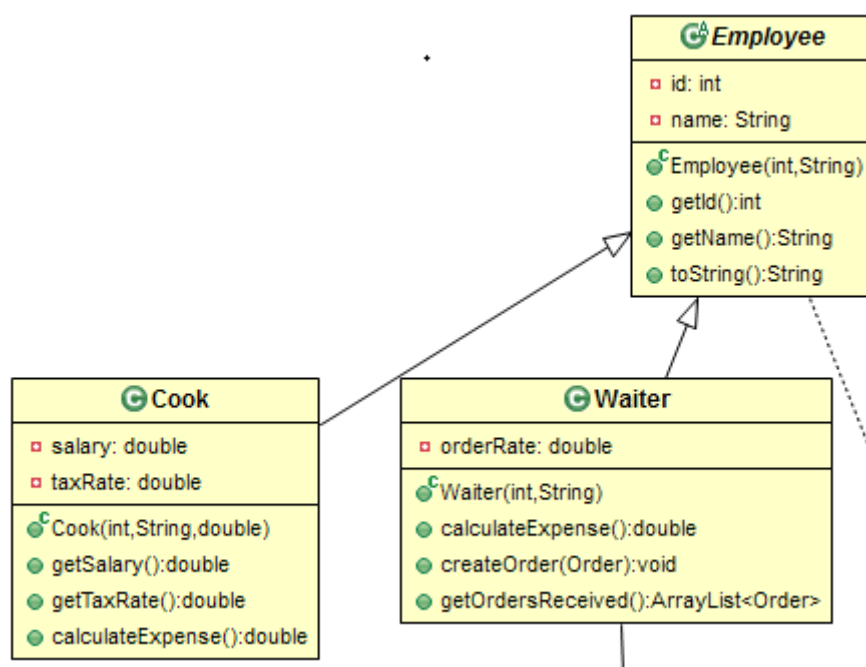 Employee
id: int
name: String
Employee(int,String)
getId():int
getName():String
toString():String
Cook
salary: double
taxRate: double
Cook(int,String,double)
getSalary():double
getTaxRate():double
calculateExpense():double
Waiter
orderRate: double
Waiter(int,String)
calculateExpense():double
createOrder(Order):void
getOrdersReceived():ArrayList<Order>